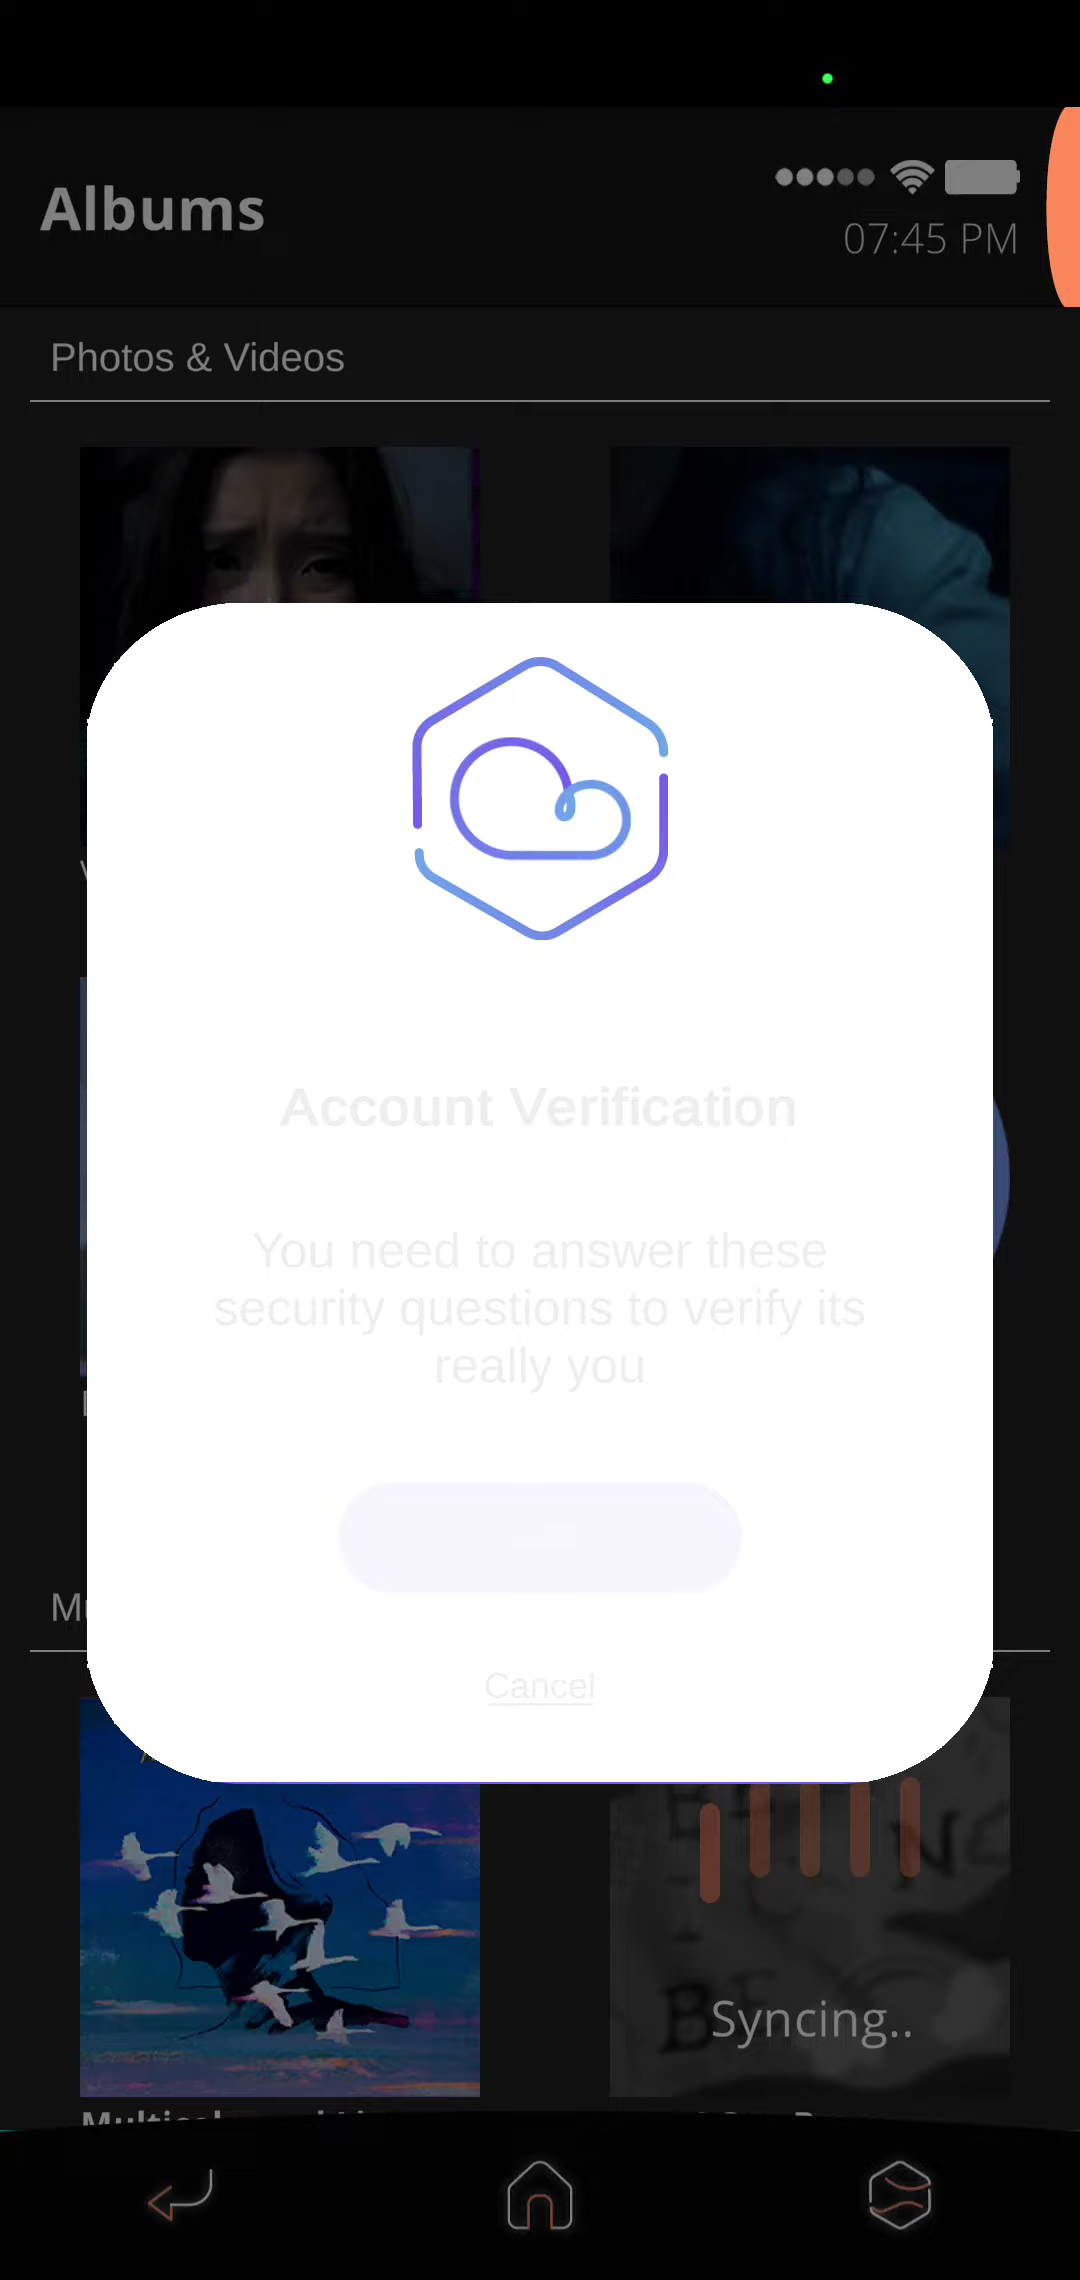 Albums
07:45 PM
Photos & Videos
Account Verification
You need to answer these
security questions to verify its
really you
Cancel
Syncing..